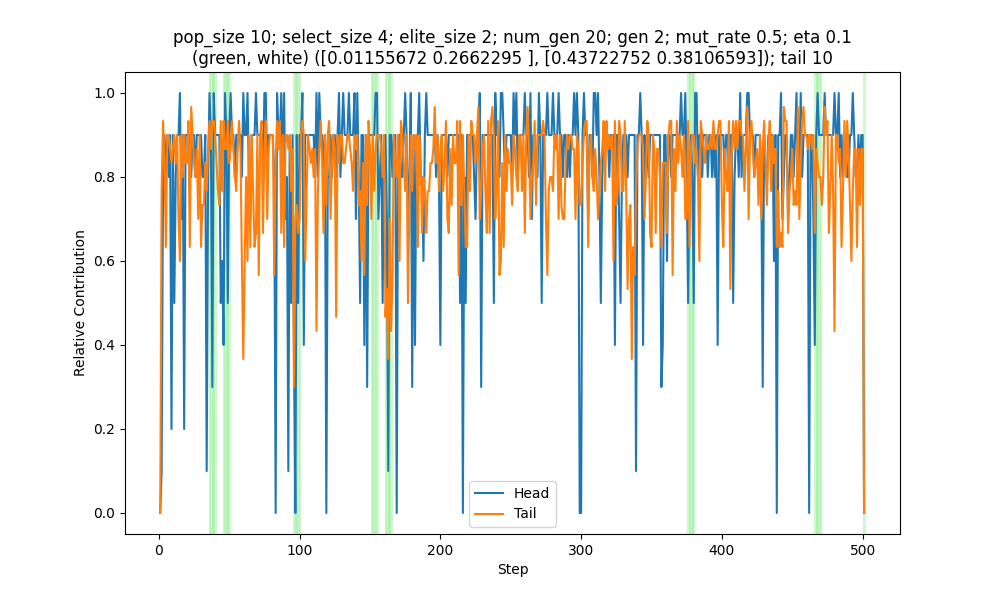 pop_size 10; select_size 4; elite_size 2; num_gen 20; gen 2; mut_rate 0.5; eta 0.1
(green, white) ([0.01155672 0.2662295 ], [0.43722752 0.38106593]); tail 10
1.0
0.8
0.6
0.4
0.2
0.0
Relative Contribution
Head
Tail
0 100 200 300 400 500
Step